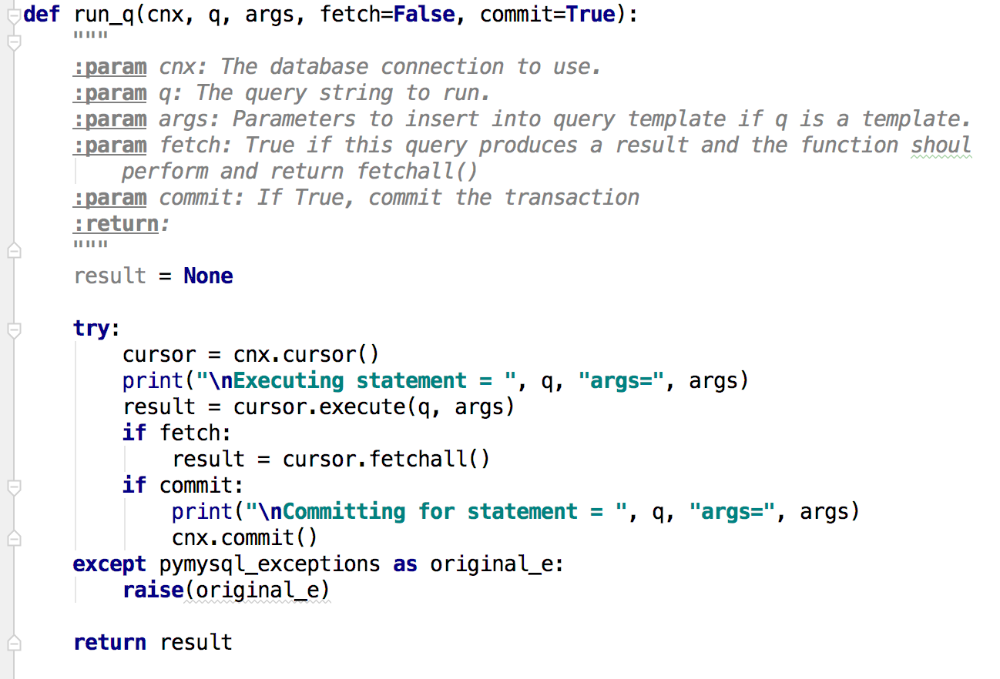 def run_q(cnx, q, args, fetch=False, commit=True):
    """
    :param cnx: The database connection to use.
    :param q: The query string to run.
    :param args: Parameters to insert into query template if q is a template.
    :param fetch: True if this query produces a result and the function shoul
        perform and return fetchall()
    :param commit: If True, commit the transaction
    :return:
    """
    result = None

    try:
        cursor = cnx.cursor()
        print("\nExecuting statement = ", q, "args=", args)
        result = cursor.execute(q, args)
        if fetch:
            result = cursor.fetchall()
        if commit:
            print("\nCommitting for statement = ", q, "args=", args)
            cnx.commit()
    except pymysql_exceptions as original_e:
        raise(original_e)

    return result